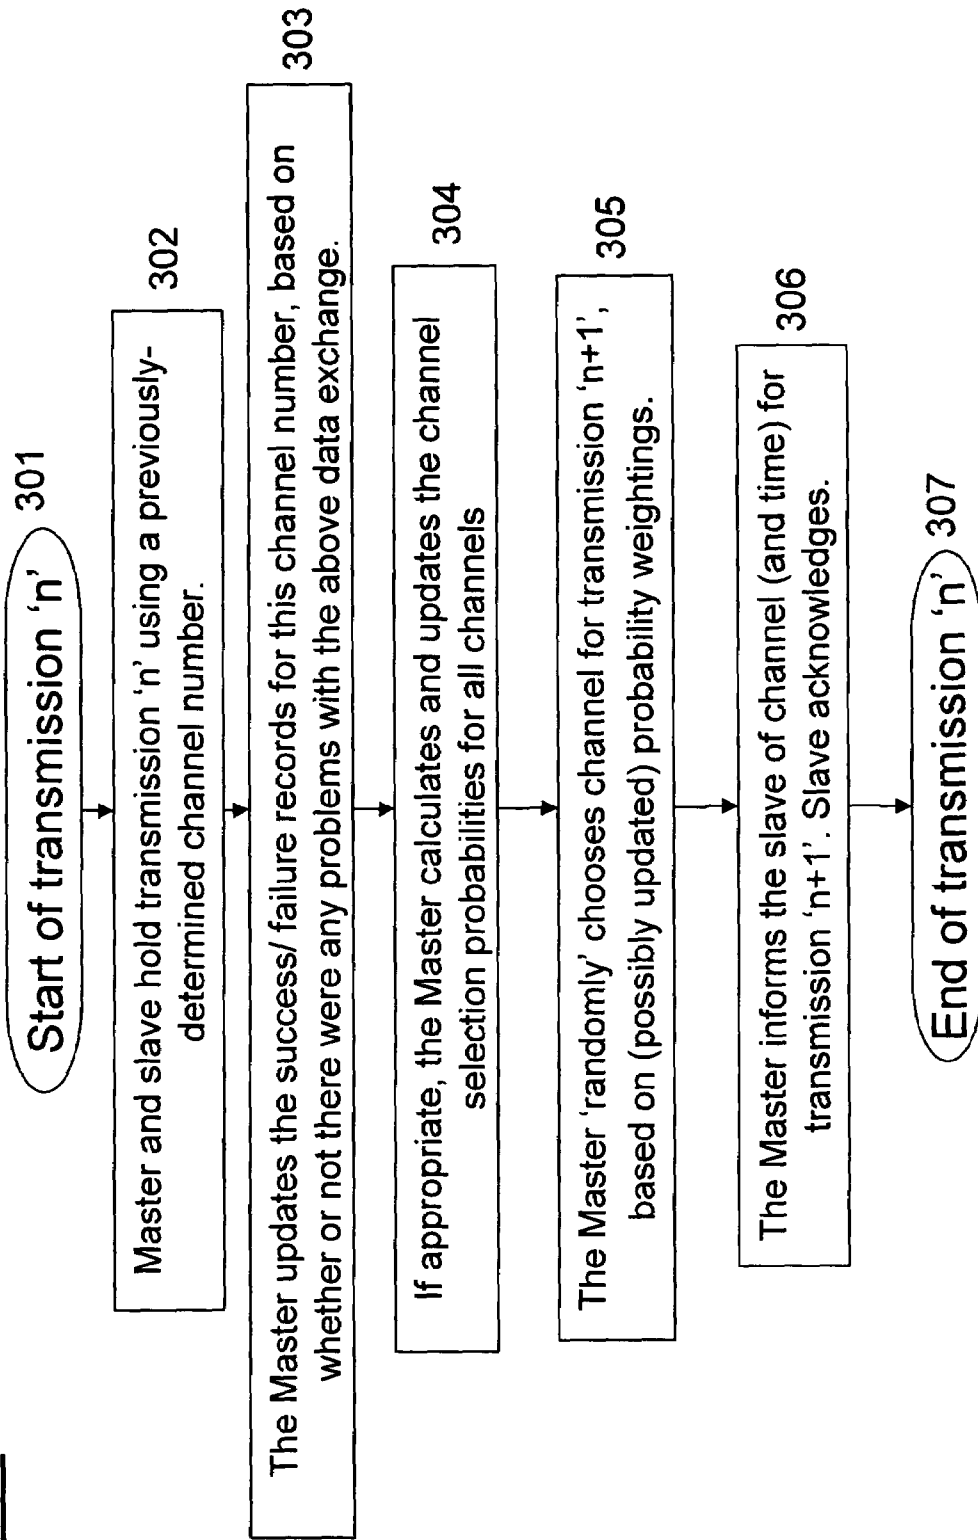 Start of transmission 'n'
301
Master and slave hold transmission 'n' using a previously-
determined channel number.
302
The Master updates the success/ failure records for this channel number, based on
whether or not there were any problems with the above data exchange.
303
If appropriate, the Master calculates and updates the channel
selection probabilities for all channels
304
The Master 'randomly' chooses channel for transmission 'n+1',
based on (possibly updated) probability weightings.
305
The Master informs the slave of channel (and time) for
transmission 'n+1'. Slave acknowledges.
306
End of transmission 'n'
307